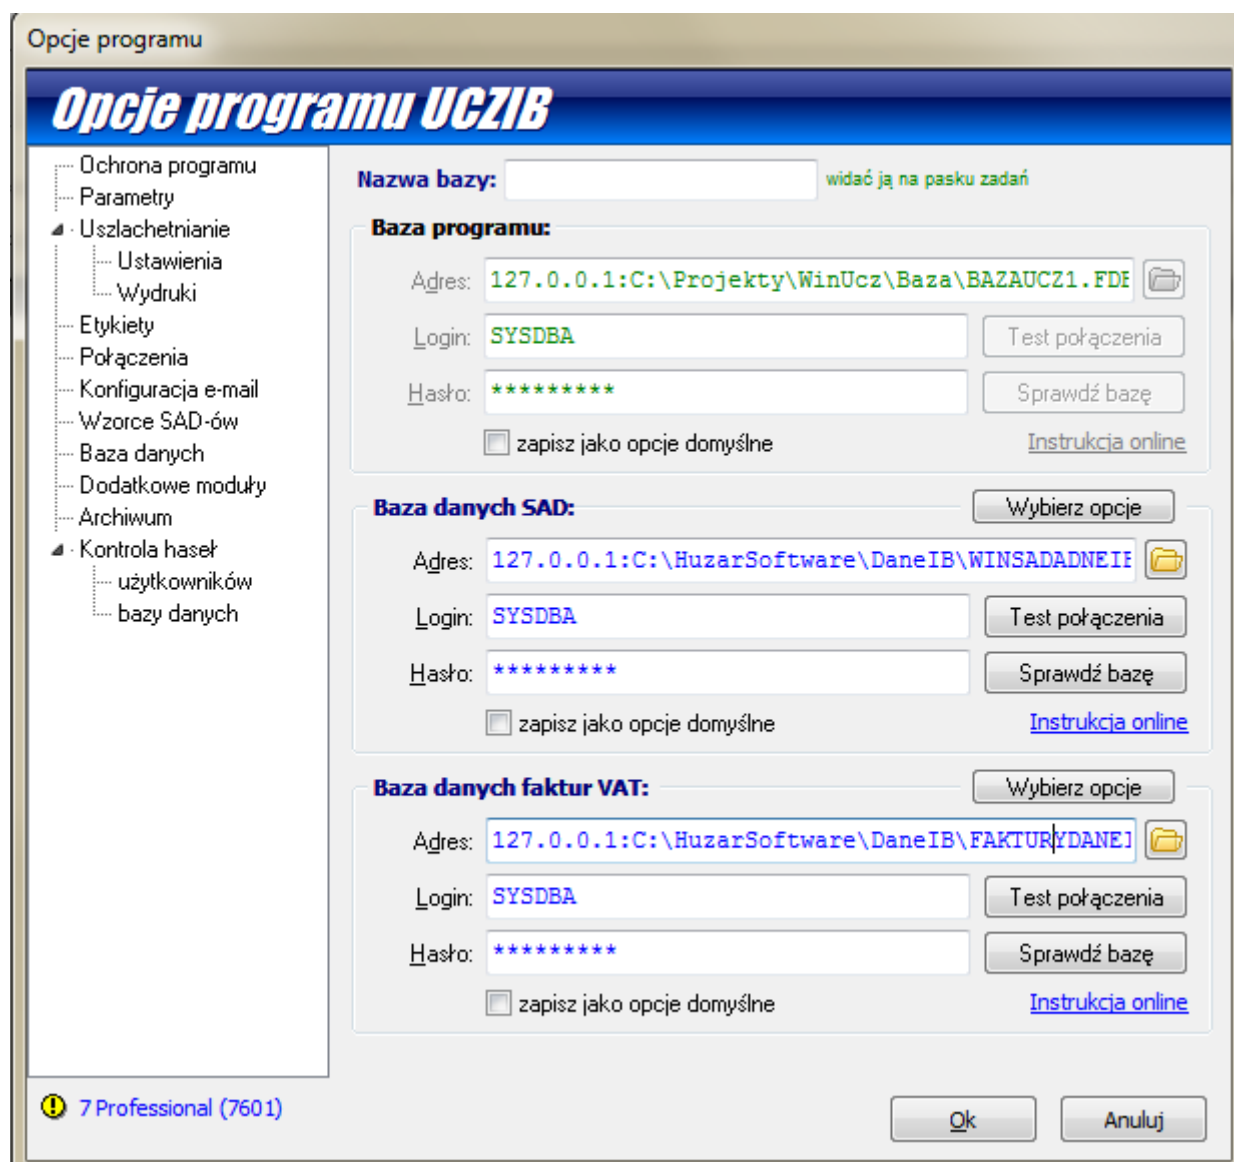 Opcje programu
Opcje programu UCZIB
Ochrona programu
Parametry
Uszlachetnianie
Ustawienia
Wydruki
Etykiety
Połączenia
Konfiguracja e-mail
Wzorce SAD-ów
Baza danych
Dodatkowe moduły
Archiwum
Kontrola haseł
użytkowników
bazy danych
Nazwa bazy:
widać ją na pasku zadań
Baza programu:
Adres: 127.0.0.1:C:\Projekty\WinUcz\Baza\BAZAUCZ1.FDB
Login: SYSDBA Test połączenia
Hasło: ********* Sprawdź bazę
zapisz jako opcje domyślne Instrukcja online
Baza danych SAD: Wybierz opcje
Adres: 127.0.0.1:C:\HuzarSoftware\DaneIB\WINSADADNEIB
Login: SYSDBA Test połączenia
Hasło: ********* Sprawdź bazę
zapisz jako opcje domyślne Instrukcja online
Baza danych faktur VAT: Wybierz opcje
Adres: 127.0.0.1:C:\HuzarSoftware\DaneIB\FAKTURYDANEI
Login: SYSDBA Test połączenia
Hasło: ********* Sprawdź bazę
zapisz jako opcje domyślne Instrukcja online
7 Professional (7601)
Ok Anuluj